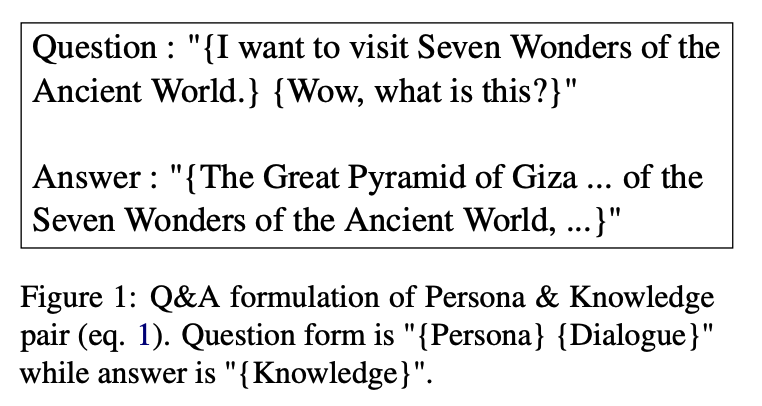 Question : "{I want to visit Seven Wonders of the
Ancient World.} {Wow, what is this?}"
Answer : "{The Great Pyramid of Giza ... of the
Seven Wonders of the Ancient World, ...}"
Figure 1: Q&A formulation of Persona & Knowledge
pair (eq. 1). Question form is "{Persona} {Dialogue}"
while answer is "{Knowledge}".